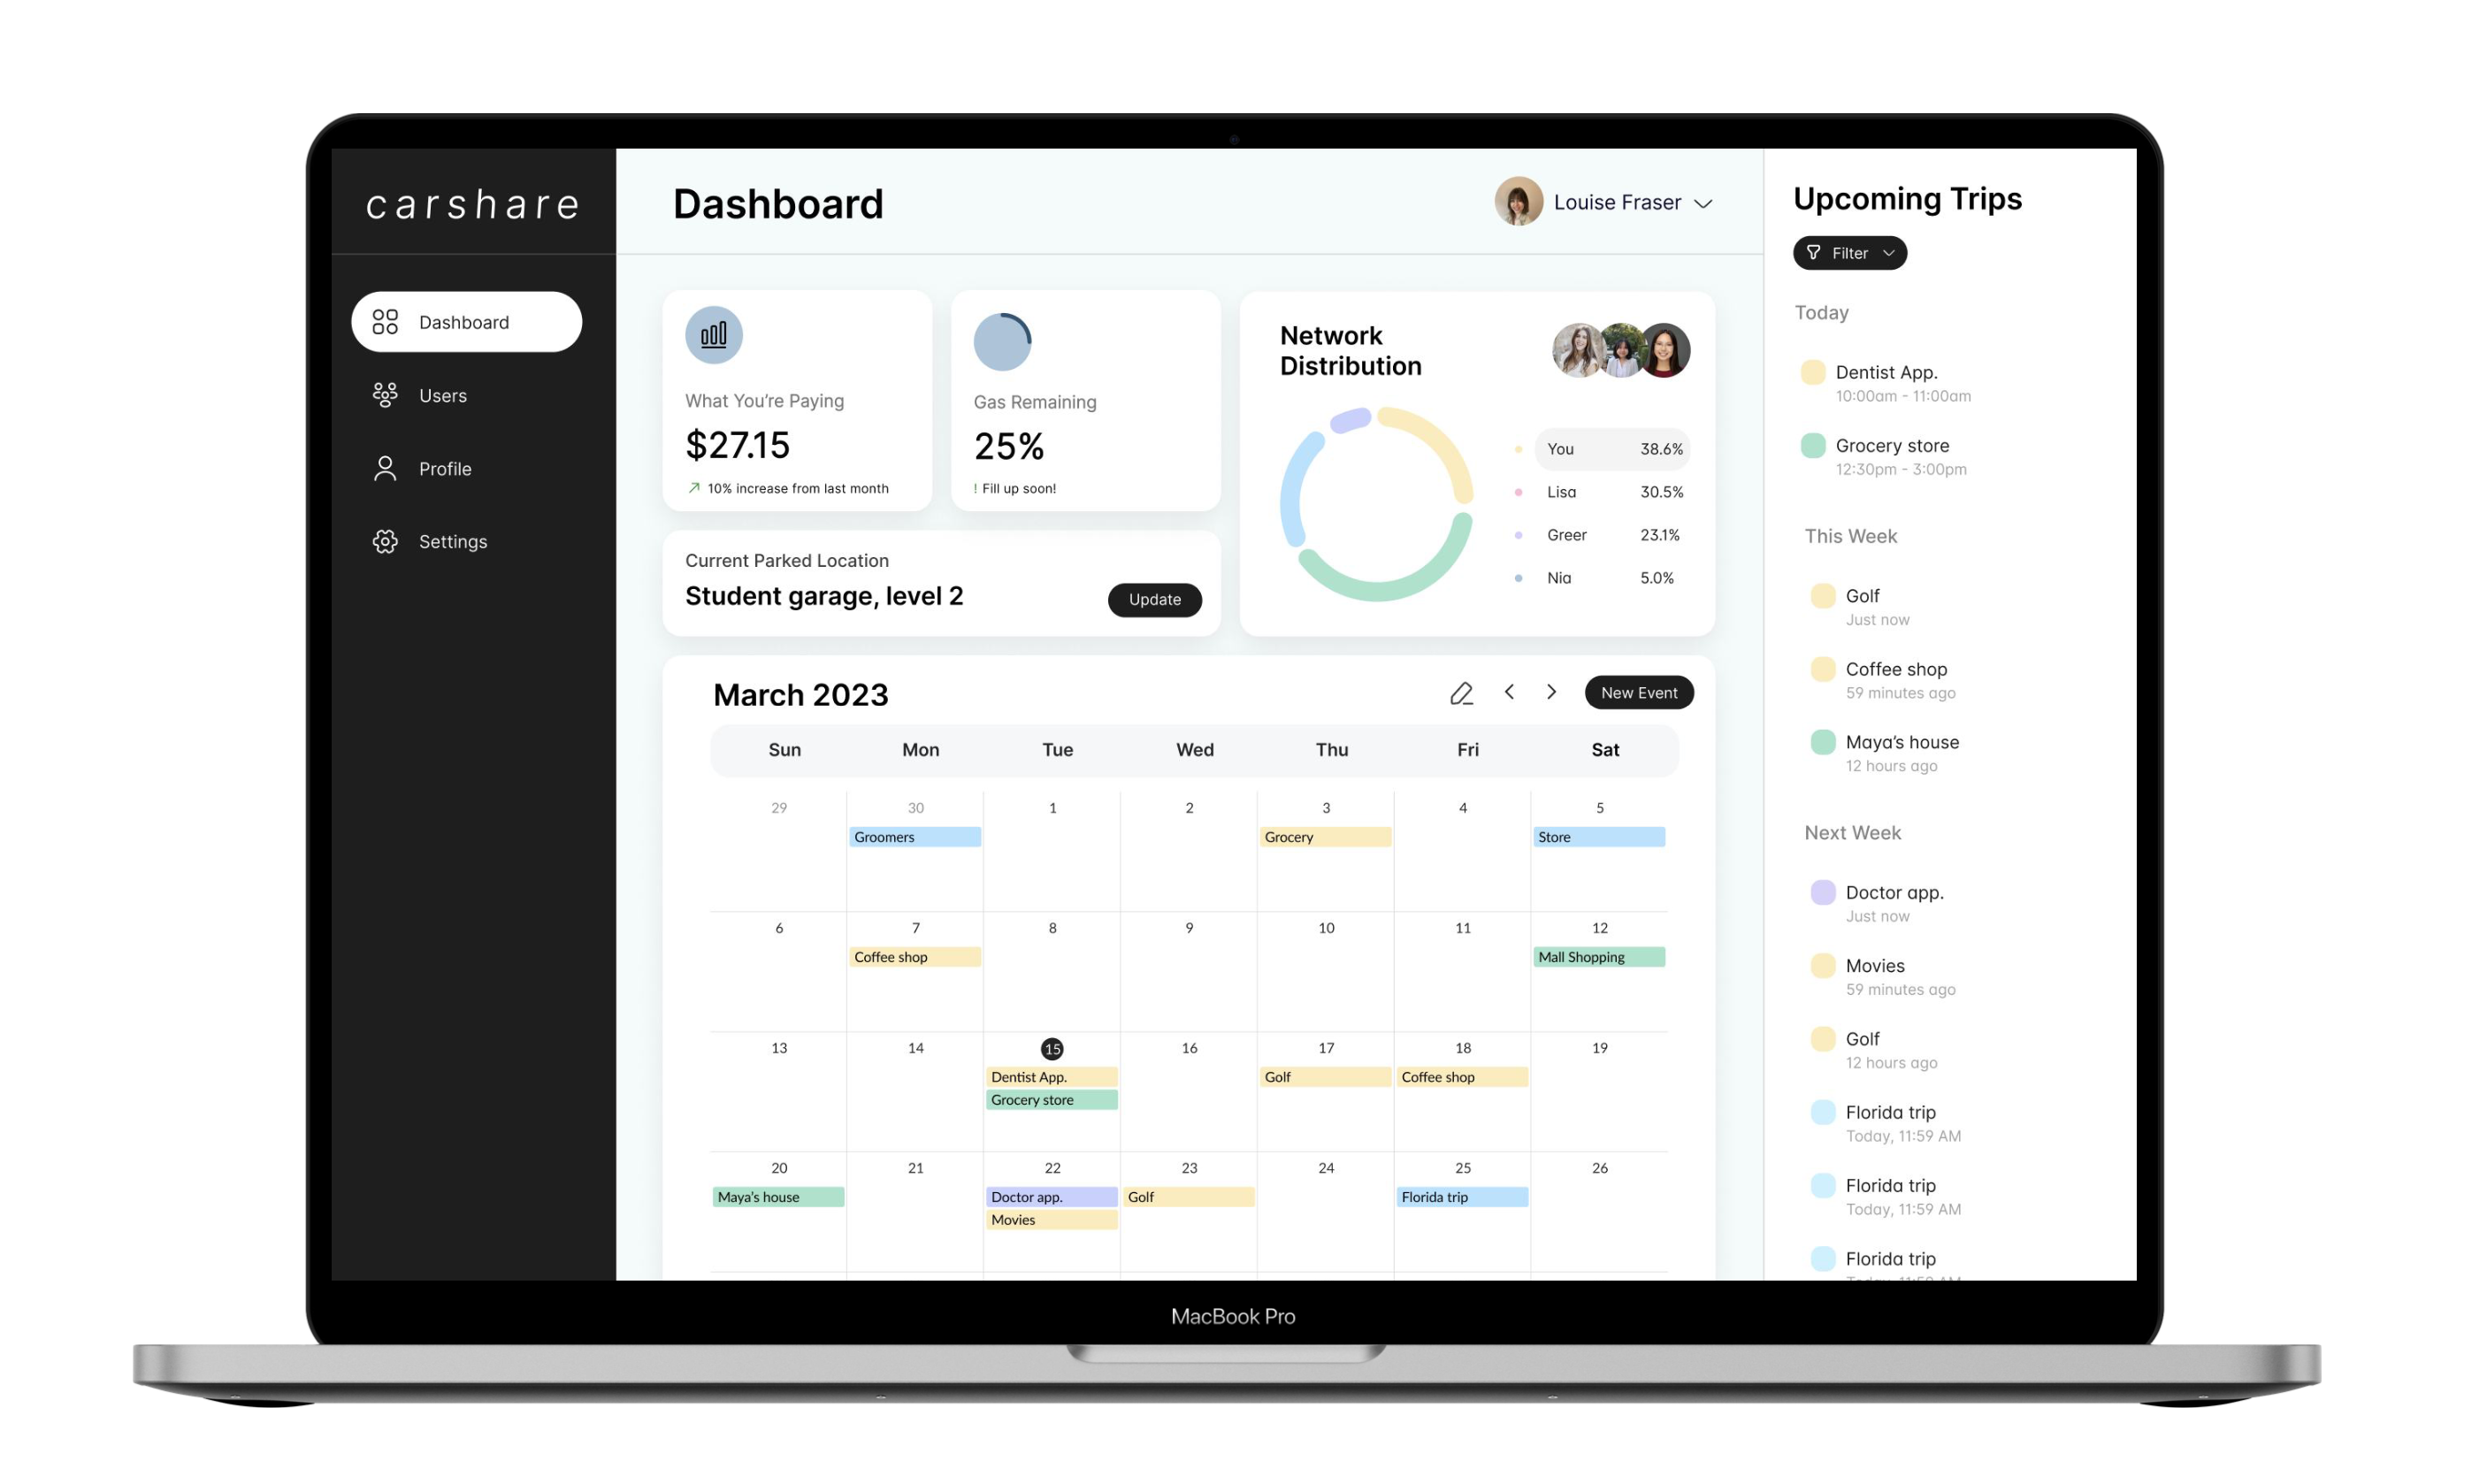 carshare
Dashboard
Users
Profile
Settings
Dashboard
Louise Fraser
What You're Paying
$27.15
10% increase from last month
Gas Remaining
25%
! Fill up soon!
Current Parked Location
Student garage, level 2
Update
Network
Distribution
You 38.6%
Lisa 30.5%
Greer 23.1%
Nia 5.0%
March 2023
New Event
Sun Mon Tue Wed Thu Fri Sat
29 30 1 2 3 4 5
Groomers Grocery Store
6 7 8 9 10 11 12
Coffee shop Mall Shopping
13 14 15 16 17 18 19
Dentist App. Golf Coffee shop
Grocery store
20 21 22 23 24 25 26
Maya's house Doctor app. Golf Florida trip
Movies
Upcoming Trips
Filter
Today
Dentist App.
10:00am - 11:00am
Grocery store
12:30pm - 3:00pm
This Week
Golf
Just now
Coffee shop
59 minutes ago
Maya's house
12 hours ago
Next Week
Doctor app.
Just now
Movies
59 minutes ago
Golf
12 hours ago
Florida trip
Today, 11:59 AM
Florida trip
Today, 11:59 AM
Florida trip
MacBook Pro